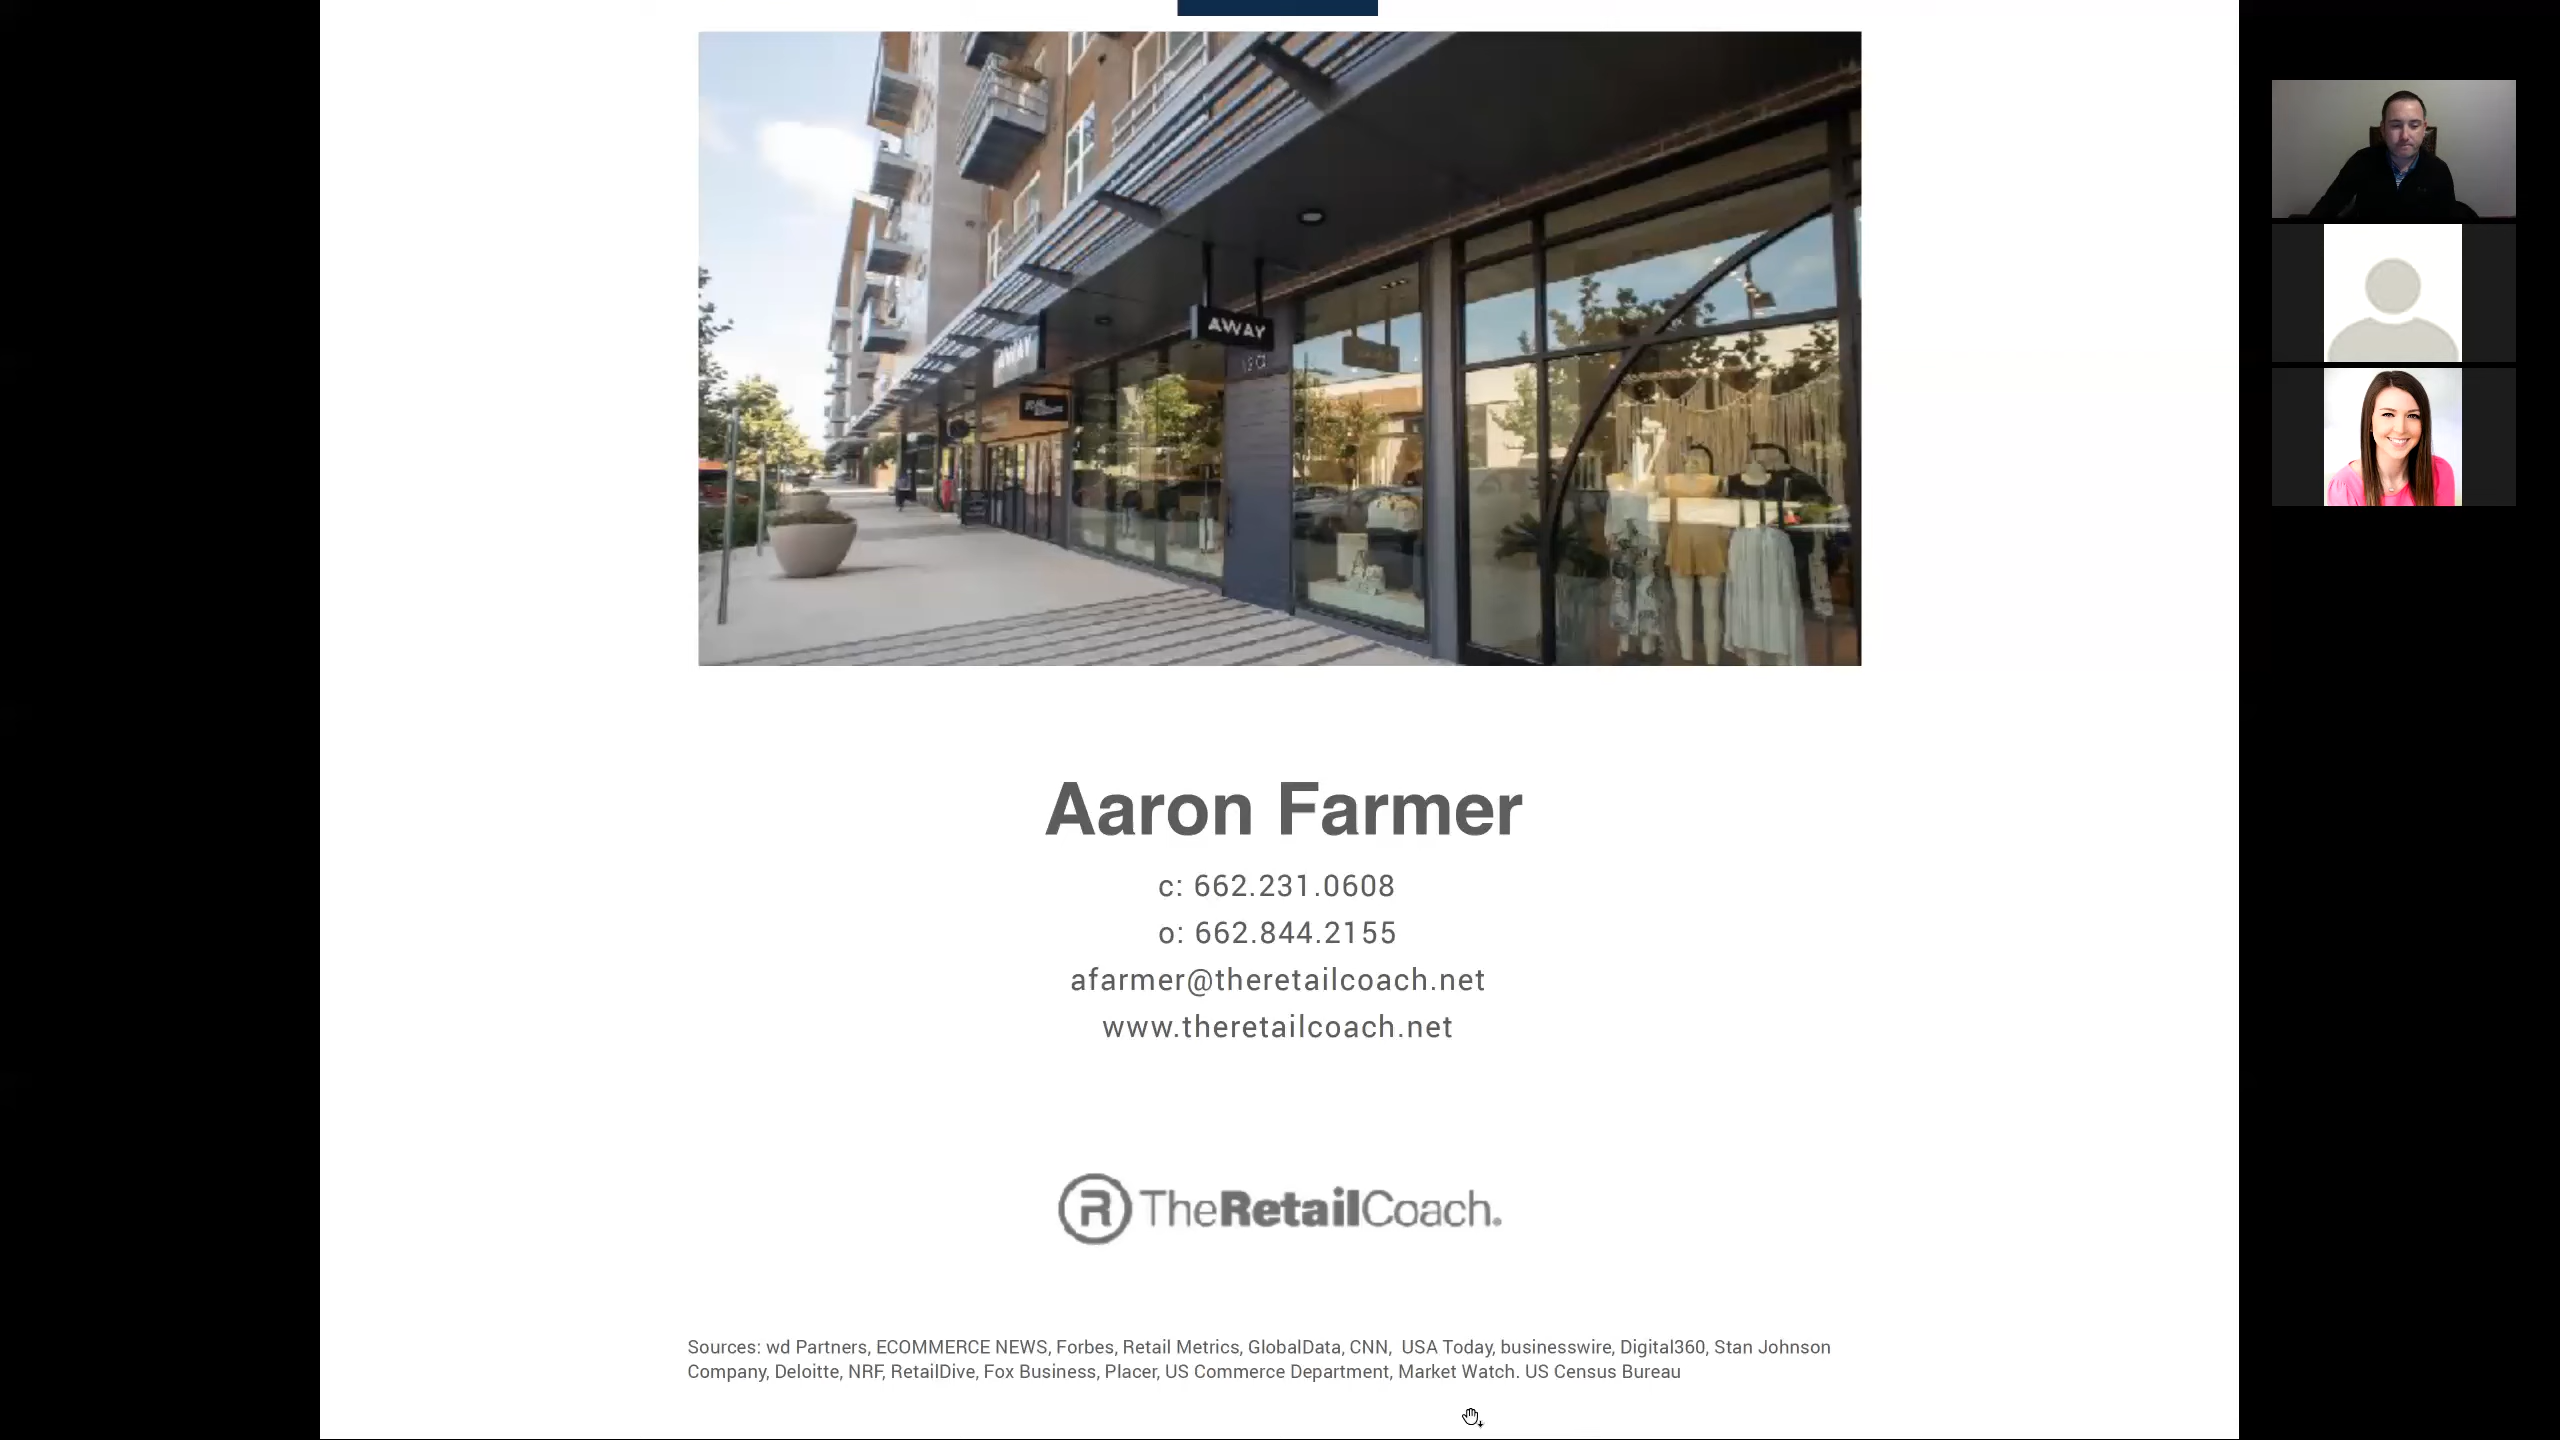 AWAY
AWAY
Aaron Farmer
c: 662.231.0608
o: 662.844.2155
afarmer@theretailcoach.net
www.theretailcoach.net
R TheRetailCoach.
Sources: wd Partners, ECOMMERCE NEWS, Forbes, Retail Metrics, GlobalData, CNN,  USA Today, businesswire, Digital360, Stan Johnson
Company, Deloitte, NRF, RetailDive, Fox Business, Placer, US Commerce Department, Market Watch. US Census Bureau